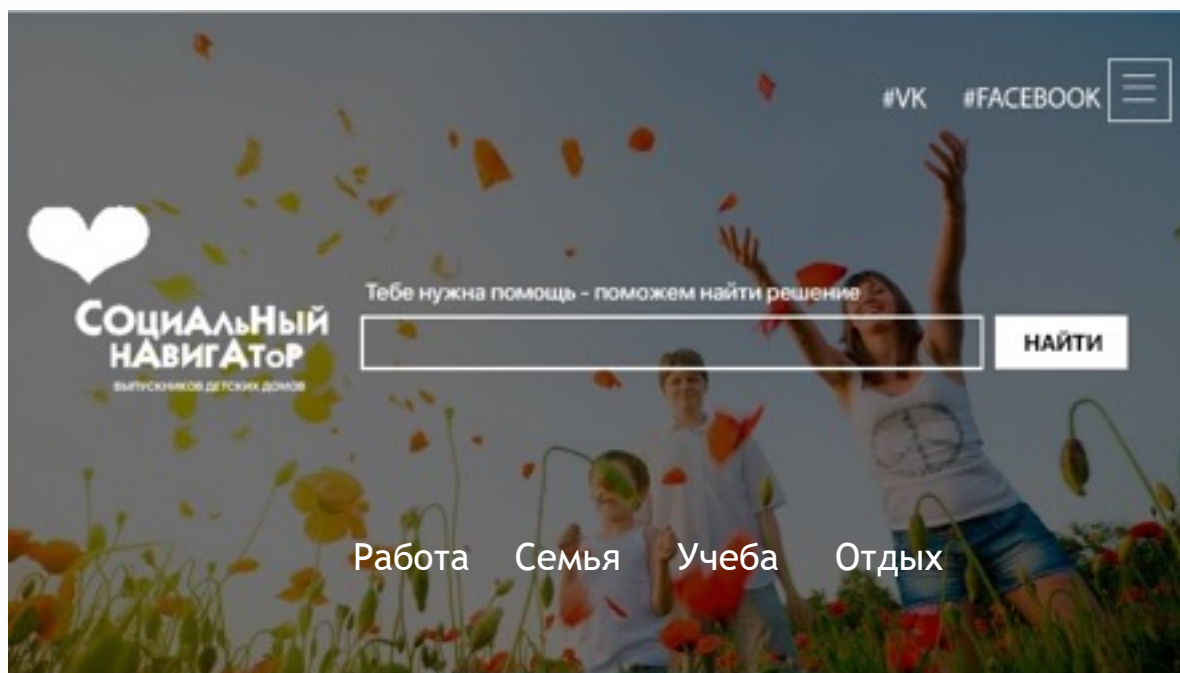 #VK #FACEBOOK
СОциАльНый
нАвигАТоР
ВЫПУСКНИКОВ ДЕТСКИХ ДОМОВ
Тебе нужна помощь - поможем найти решение
НАЙТИ
Работа Семья Учеба Отдых